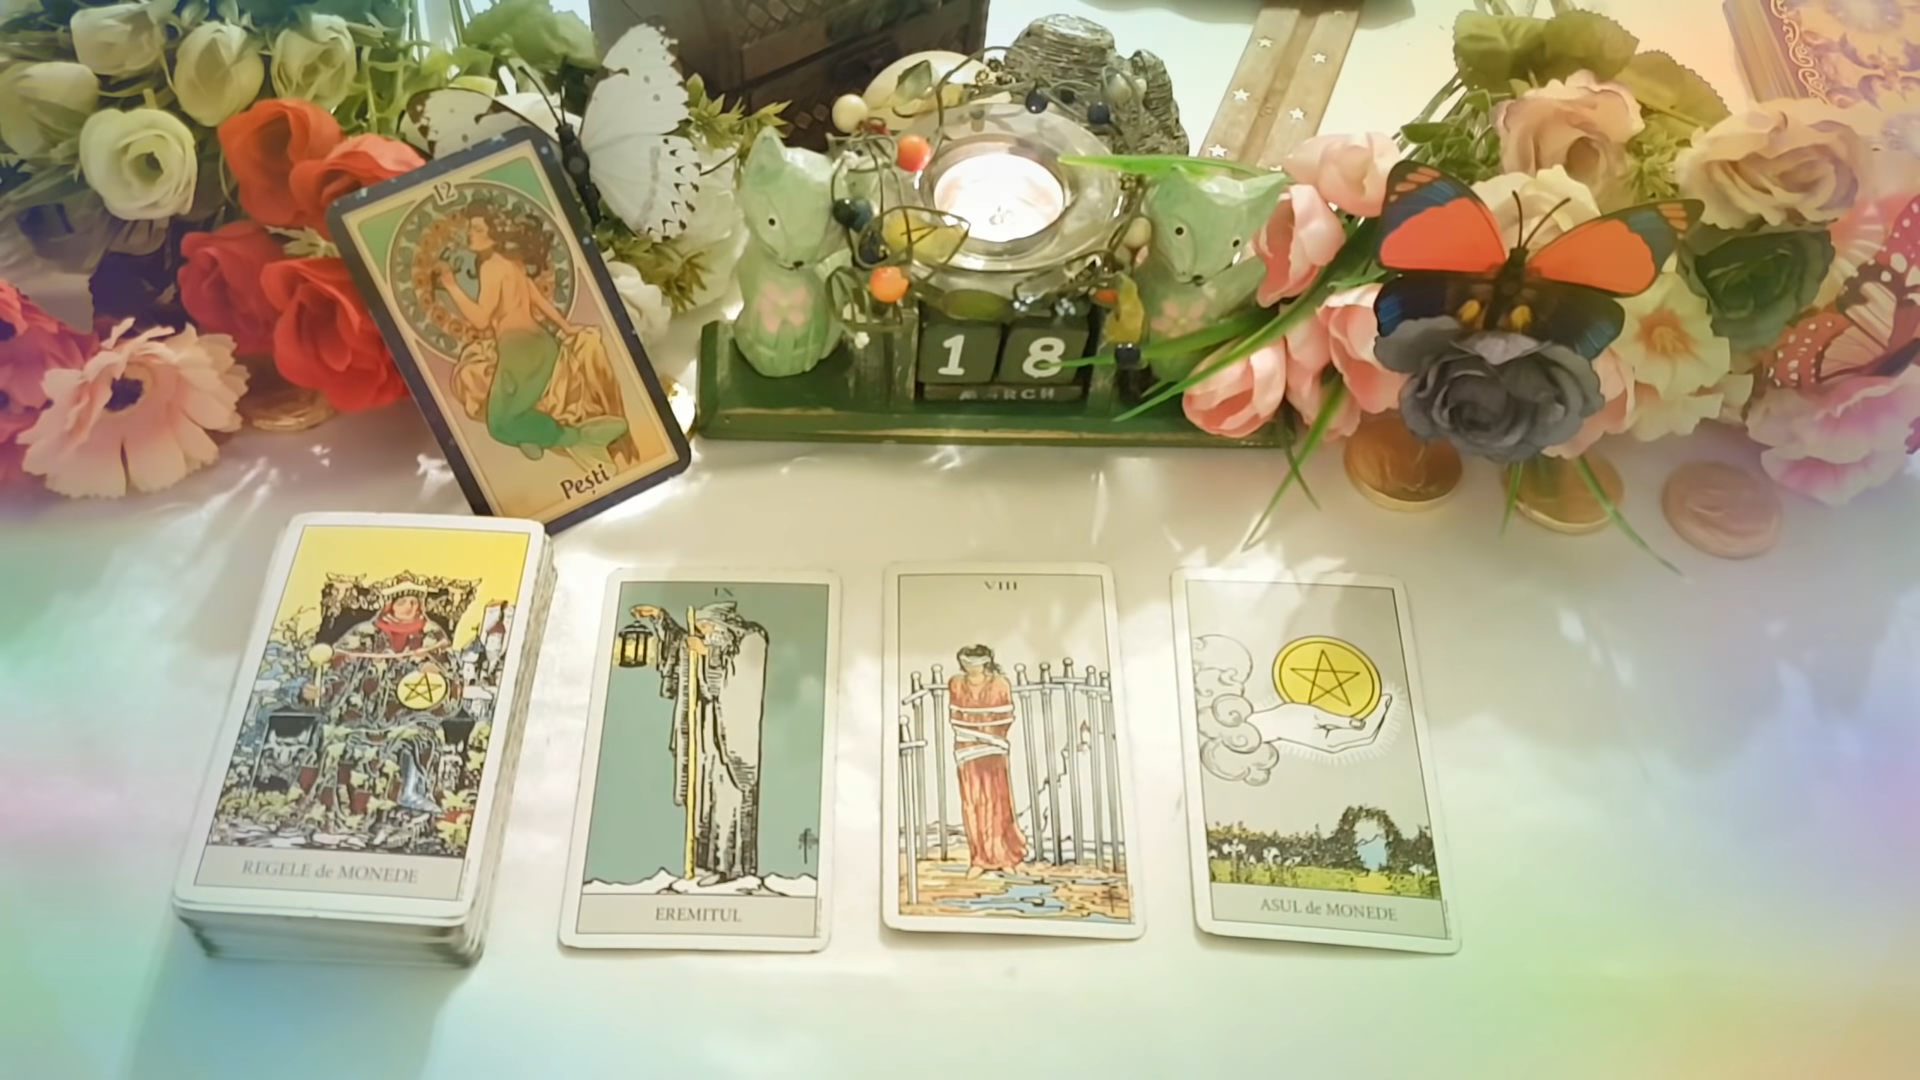 12
Pești
18
MARCH
REGELE de MONEDE
IX
EREMITUL
VIII
ASUL de MONEDE